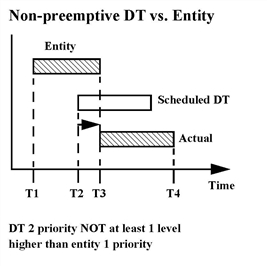 Non-preemptive DT vs. Entity
Entity
Scheduled DT
Actual
T1 T2 T3 T4 Time
DT 2 priority NOT at least 1 level
higher than entity 1 priority